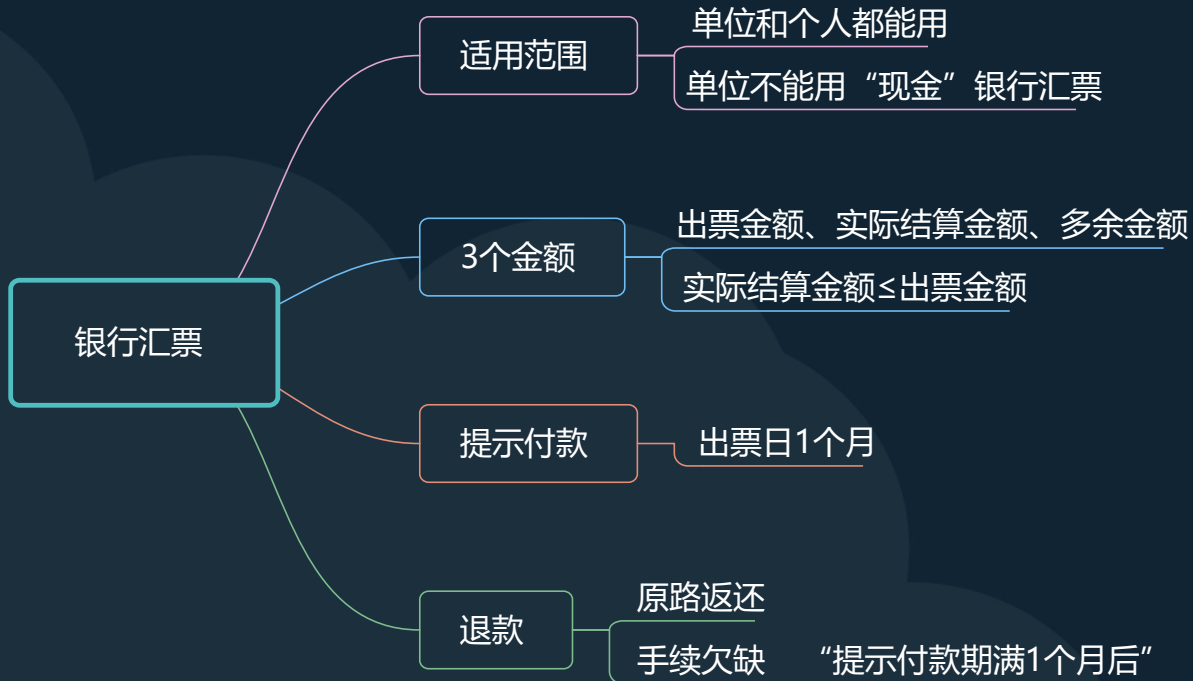 银行汇票
适用范围
单位和个人都能用
单位不能用“现金”银行汇票
3个金额
出票金额、实际结算金额、多余金额
实际结算金额≤出票金额
提示付款
出票日1个月
退款
原路返还
手续欠缺 “提示付款期满1个月后”